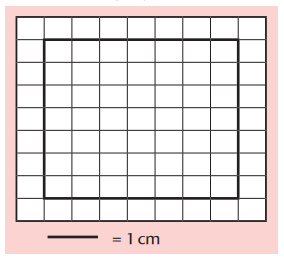 = 1 cm